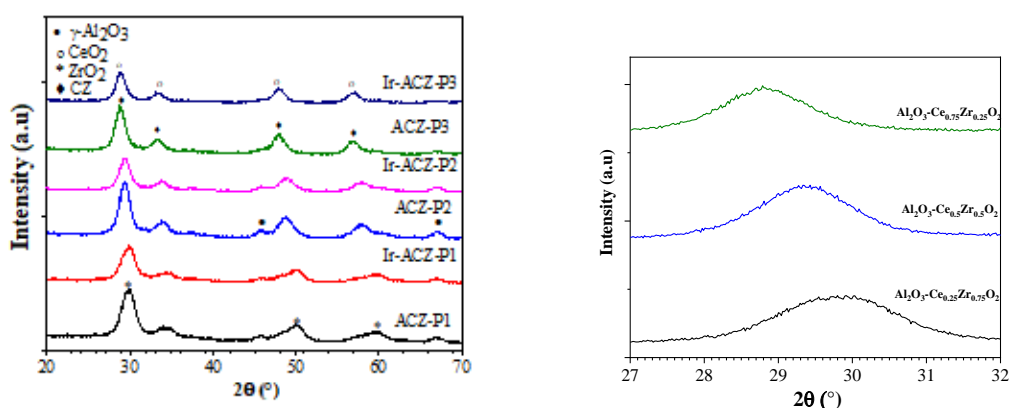 γ-Al₂O₃
CeO₂
ZrO₂
CZ
Ir-ACZ-P3
ACZ-P3
Ir-ACZ-P2
ACZ-P2
Ir-ACZ-P1
ACZ-P1
Intensity (a.u)
20 30 40 50 60 70
2θ (°)
Al₂O₃-Ce₀.₇₅Zr₀.₂₅O₂
Al₂O₃-Ce₀.₅Zr₀.₅O₂
Al₂O₃-Ce₀.₂₅Zr₀.₇₅O₂
Intensity (a.u)
27 28 29 30 31 32
2θ (°)